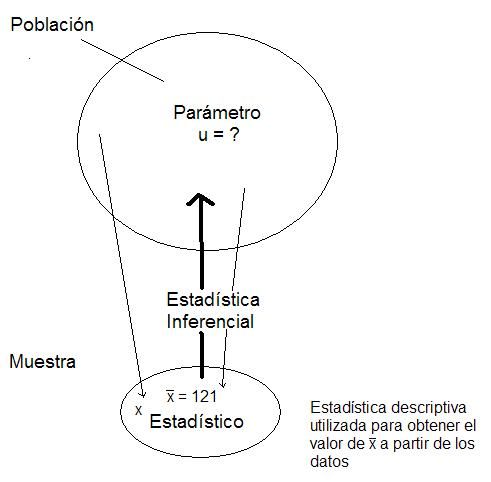 Población
Parámetro
u = ?
Estadística
Inferencial
Muestra
x̅ = 121
x
Estadístico
Estadística descriptiva
utilizada para obtener el
valor de x̅ a partir de los
datos